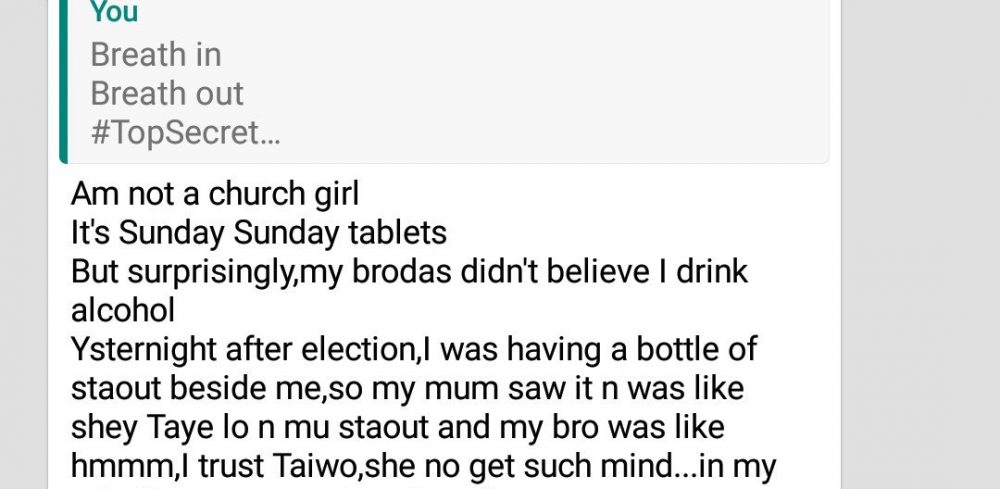 You
Breath in
Breath out
#TopSecret...
Am not a church girl
It's Sunday Sunday tablets
But surprisingly,my brodas didn't believe I drink
alcohol
Ysternight after election,I was having a bottle of
staout beside me,so my mum saw it n was like
shey Taye lo n mu staout and my bro was like
hmmm,I trust Taiwo,she no get such mind...in my